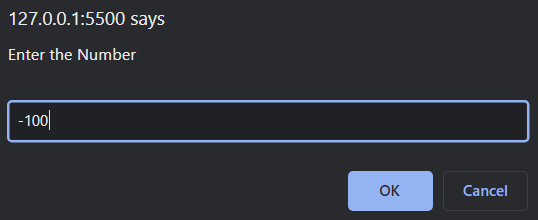 127.0.0.1:5500 says
Enter the Number
-100
OK Cancel